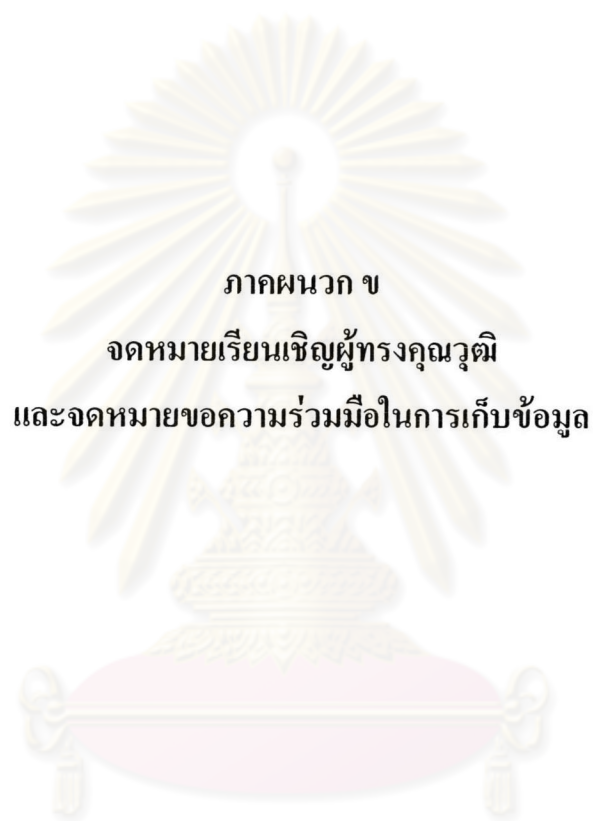 ภาคผนวก ข
จดหมายเรียนเชิญผู้ทรงคุณวุฒิ
และจดหมายขอความร่วมมือในการเก็บข้อมูล